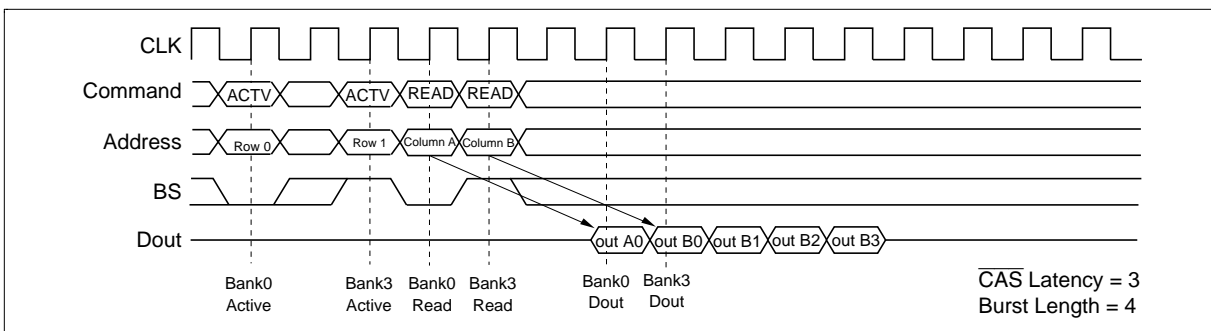 CLK
Command
ACTV
ACTV
READ
READ
Address
Row 0
Row 1
Column A
Column B
BS
Dout
out A0
out B0
out B1
out B2
out B3
Bank0
Active
Bank3
Active
Bank0
Read
Bank3
Read
Bank0
Dout
Bank3
Dout
C̅A̅S̅ Latency = 3
Burst Length = 4